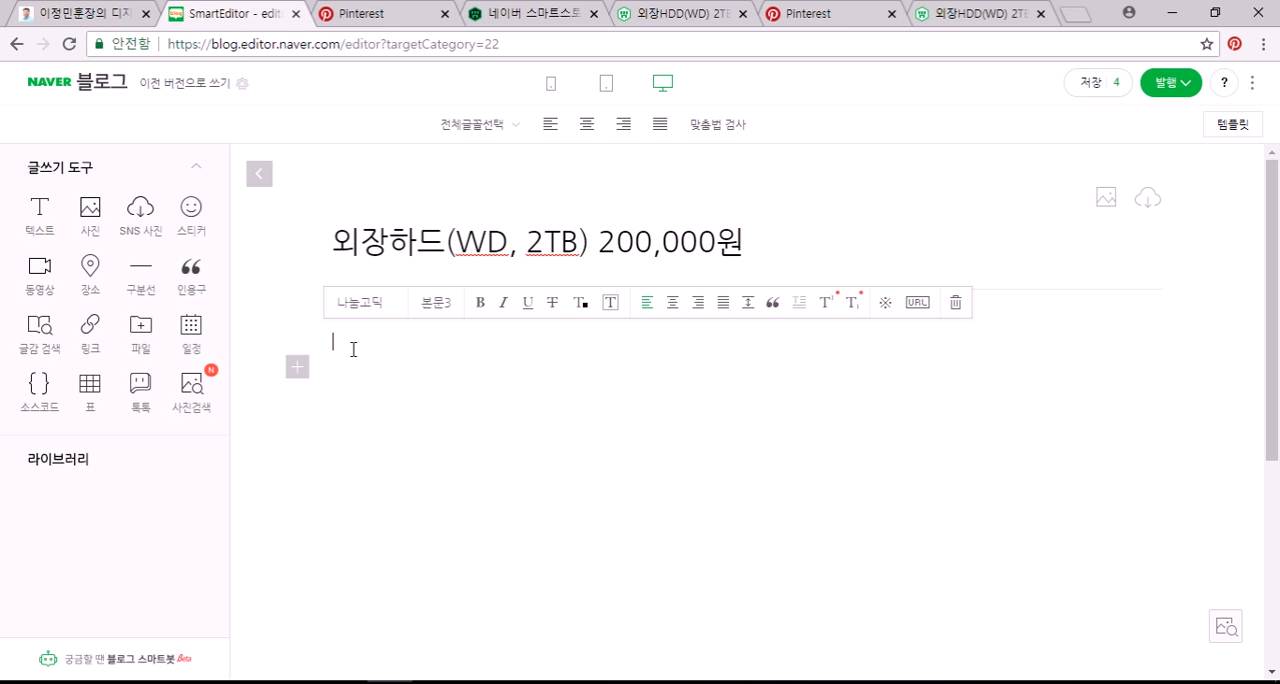 이정민훈장의 디지
SmartEditor - edit
Pinterest
네이버 스마트스토
외장HDD(WD) 2TE
Pinterest
외장HDD(WD) 2TE
안전함
https://blog.editor.naver.com/editor?targetCategory=22
NAVER 블로그
이전 버전으로 쓰기
저장 4
발행
?
전체글꼴선택
맞춤법 검사
템플릿
글쓰기 도구
텍스트
사진
SNS 사진
스티커
동영상
장소
구분선
인용구
글감 검색
링크
파일
일정
소스코드
표
톡톡
사진검색
N
라이브러리
궁금할 땐 블로그 스마트봇 Beta
외장하드(WD, 2TB) 200,000원
나눔고딕
본문3
B
I
U
T
T
T
T
T
URL